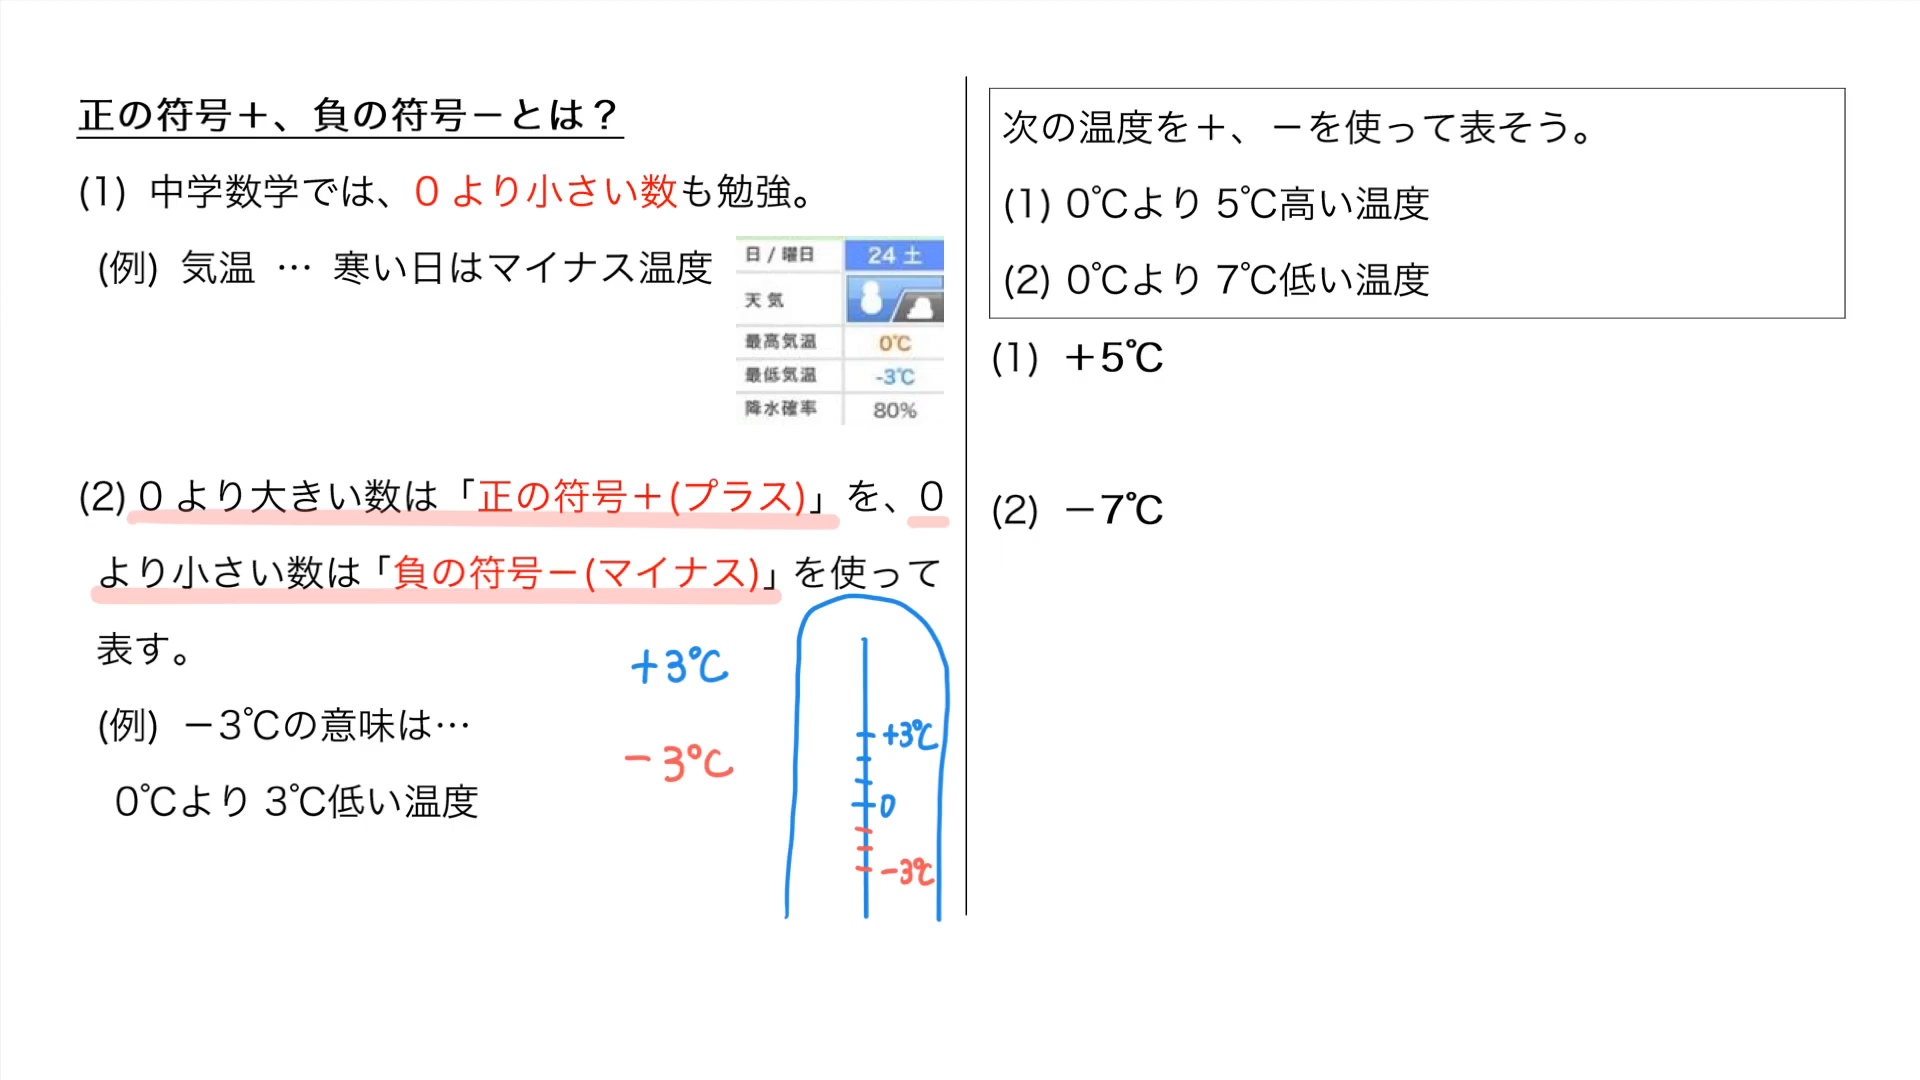 正の符号＋、負の符号－とは？
(1) 中学数学では、0 より小さい数も勉強。
(例) 気温 … 寒い日はマイナス温度
日 / 曜日 24 土
天気
最高気温 0℃
最低気温 -3℃
降水確率 80%
(2) 0 より大きい数は「正の符号＋(プラス)」を、0
より小さい数は「負の符号－(マイナス)」を使って
表す。
(例) －3℃の意味は…
0℃より 3℃低い温度
+3℃
-3℃
+3℃
0
-3℃
次の温度を＋、－を使って表そう。
(1) 0℃より 5℃高い温度
(2) 0℃より 7℃低い温度
(1) ＋5℃
(2) －7℃